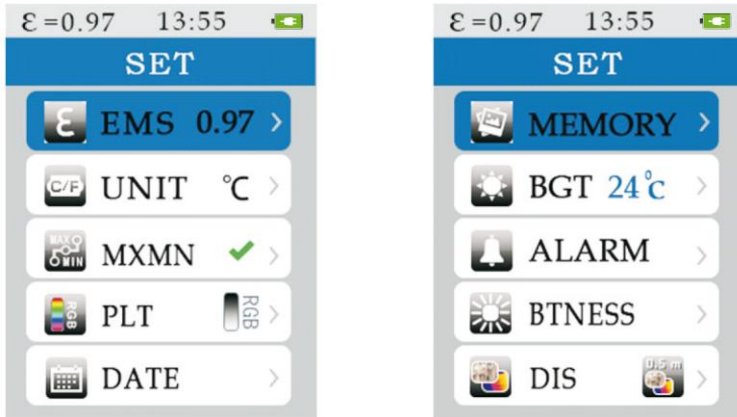 ε=0.97 13:55
SET
ε EMS 0.97 >
C/F UNIT °C >
MAX MIN MXMN >
RGB PLT RGB >
DATE >
ε=0.97 13:55
SET
MEMORY >
BGT 24°c >
ALARM >
BTNESS >
DIS 0.5 m >